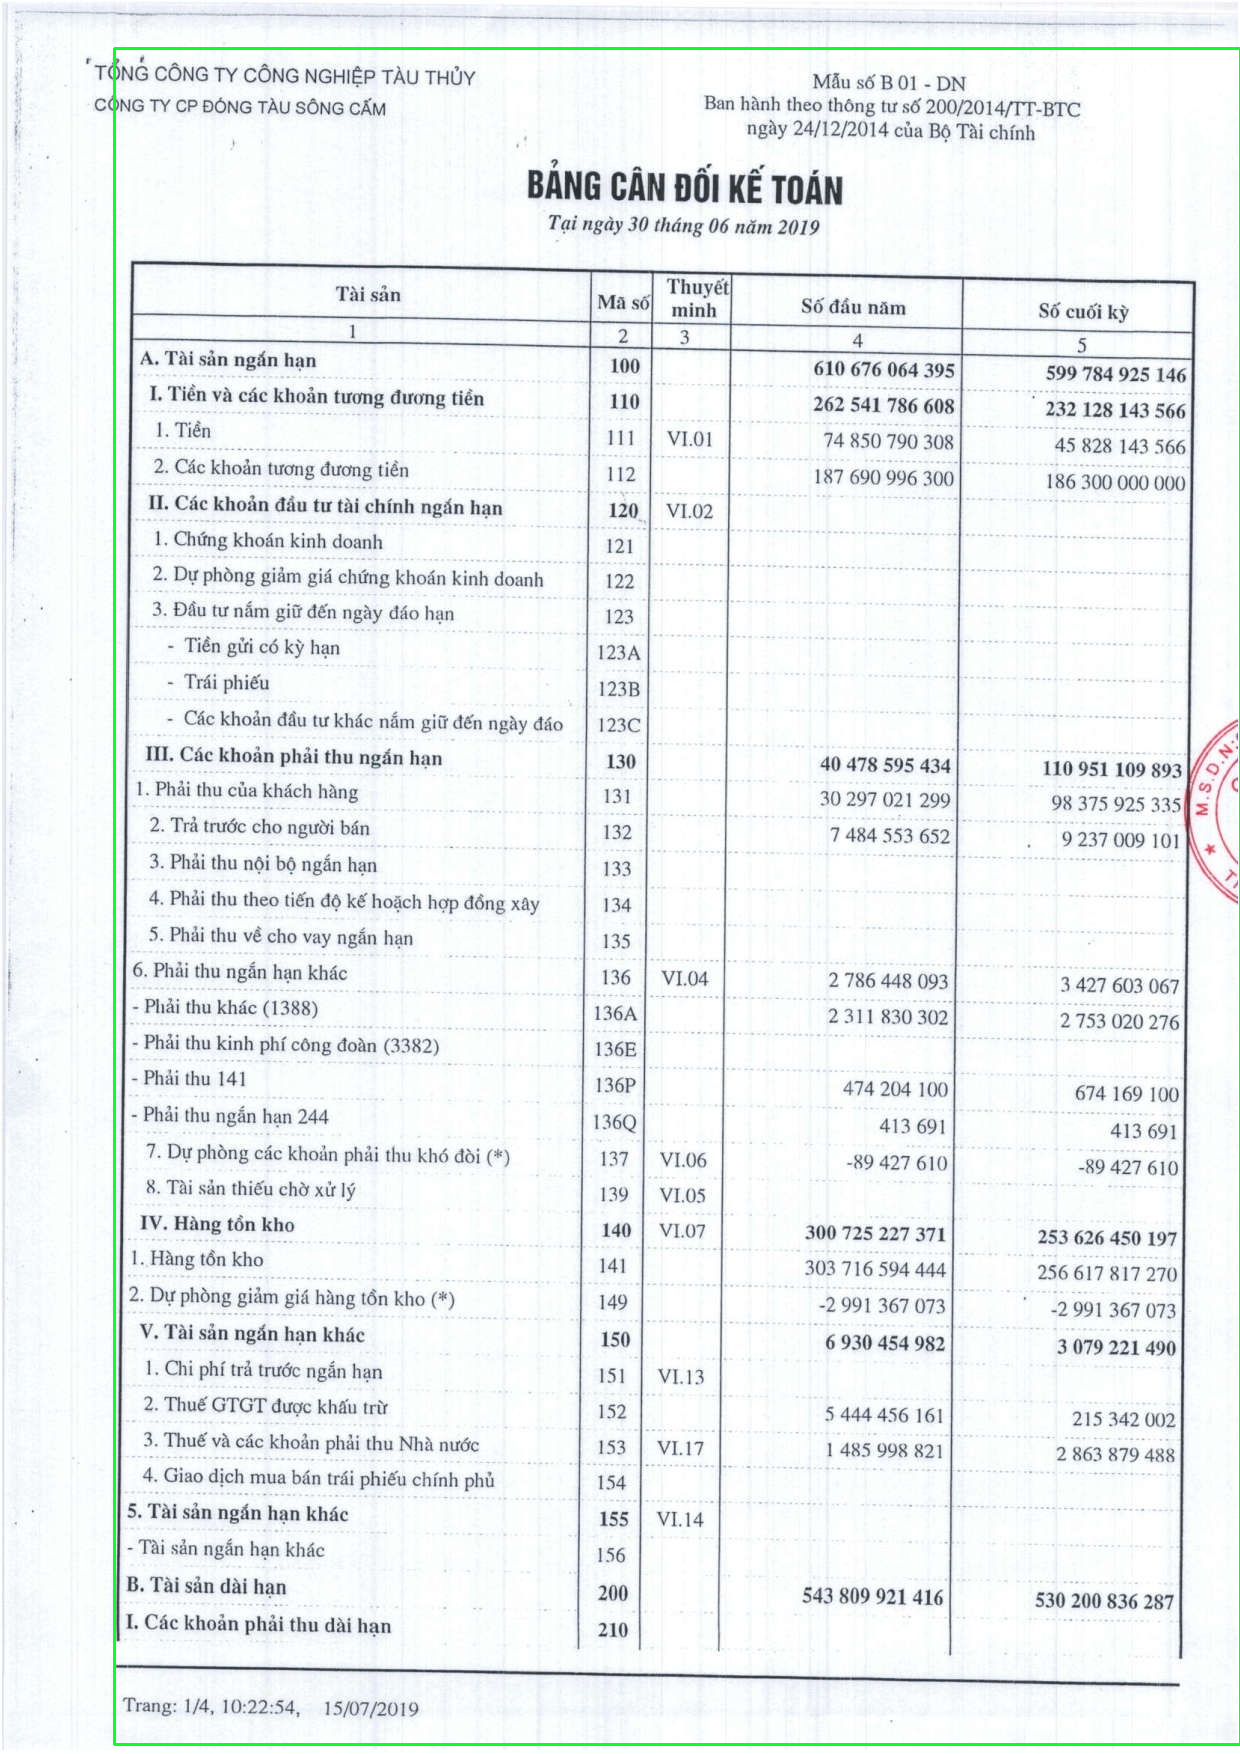 TỔNG CÔNG TY CÔNG NGHIỆP TÀU THỦY
CÔNG TY CP ĐÓNG TÀU SÔNG CẤM
Mẫu số B 01 - DN
Ban hành theo thông tư số 200/2014/TT-BTC
ngày 24/12/2014 của Bộ Tài chính
BẢNG CÂN ĐỐI KẾ TOÁN
Tại ngày 30 tháng 06 năm 2019
Tài sản Mã số Thuyết minh Số đầu năm Số cuối kỳ
1 2 3 4 5
A. Tài sản ngắn hạn 100 610 676 064 395 599 784 925 146
I. Tiền và các khoản tương đương tiền 110 262 541 786 608 232 128 143 566
1. Tiền 111 VI.01 74 850 790 308 45 828 143 566
2. Các khoản tương đương tiền 112 187 690 996 300 186 300 000 000
II. Các khoản đầu tư tài chính ngắn hạn 120 VI.02
1. Chứng khoán kinh doanh 121
2. Dự phòng giảm giá chứng khoán kinh doanh 122
3. Đầu tư nắm giữ đến ngày đáo hạn 123
- Tiền gửi có kỳ hạn 123A
- Trái phiếu 123B
- Các khoản đầu tư khác nắm giữ đến ngày đáo 123C
III. Các khoản phải thu ngắn hạn 130 40 478 595 434 110 951 109 893
1. Phải thu của khách hàng 131 30 297 021 299 98 375 925 335
2. Trả trước cho người bán 132 7 484 553 652 9 237 009 101
3. Phải thu nội bộ ngắn hạn 133
4. Phải thu theo tiến độ kế hoặch hợp đồng xây 134
5. Phải thu về cho vay ngắn hạn 135
6. Phải thu ngắn hạn khác 136 VI.04 2 786 448 093 3 427 603 067
- Phải thu khác (1388) 136A 2 311 830 302 2 753 020 276
- Phải thu kinh phí công đoàn (3382) 136E
- Phải thu 141 136P 474 204 100 674 169 100
- Phải thu ngắn hạn 244 136Q 413 691 413 691
7. Dự phòng các khoản phải thu khó đòi (*) 137 VI.06 -89 427 610 -89 427 610
8. Tài sản thiếu chờ xử lý 139 VI.05
IV. Hàng tồn kho 140 VI.07 300 725 227 371 253 626 450 197
1. Hàng tồn kho 141 303 716 594 444 256 617 817 270
2. Dự phòng giảm giá hàng tồn kho (*) 149 -2 991 367 073 -2 991 367 073
V. Tài sản ngắn hạn khác 150 6 930 454 982 3 079 221 490
1. Chi phí trả trước ngắn hạn 151 VI.13
2. Thuế GTGT được khấu trừ 152 5 444 456 161 215 342 002
3. Thuế và các khoản phải thu Nhà nước 153 VI.17 1 485 998 821 2 863 879 488
4. Giao dịch mua bán trái phiếu chính phủ 154
5. Tài sản ngắn hạn khác 155 VI.14
- Tài sản ngắn hạn khác 156
B. Tài sản dài hạn 200 543 809 921 416 530 200 836 287
I. Các khoản phải thu dài hạn 210
M.S.D.N:
Trang: 1/4, 10:22:54, 15/07/2019